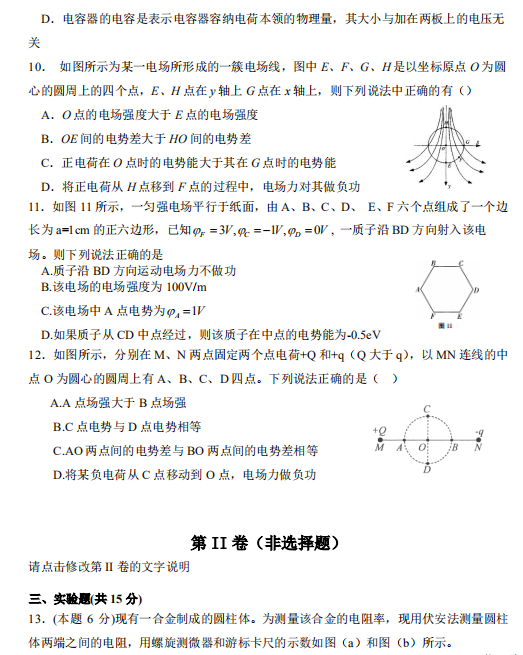 D．电容器的电容是表示电容器容纳电荷本领的物理量，其大小与加在两板上的电压无
关
10． 如图所示为某一电场所形成的一簇电场线，图中 E、F、G、H 是以坐标原点 O 为圆
心的圆周上的四个点，E、H 点在 y 轴上 G 点在 x 轴上，则下列说法中正确的有（）
A．O 点的电场强度大于 E 点的电场强度
B．OE 间的电势差大于 HO 间的电势差
C．正电荷在 O 点时的电势能大于其在 G 点时的电势能
D．将正电荷从 H 点移到 F 点的过程中，电场力对其做负功
11．如图 11 所示，一匀强电场平行于纸面，由 A、B、C、D、 E、F 六个点组成了一个边
长为 a=1cm 的正六边形，已知φF =3V,φC =−1V,φD =0V，一质子沿 BD 方向射入该电
场。则下列说法正确的是
A.质子沿 BD 方向运动电场力不做功
B.该电场的电场强度为 100V/m
C.该电场中 A 点电势为φA =1V
D.如果质子从 CD 中点经过，则该质子在中点的电势能为-0.5eV
B C
A D
F E
图 11
12．如图所示，分别在 M、N 两点固定两个点电荷+Q 和+q（Q 大于 q），以 MN 连线的中
点 O 为圆心的圆周上有 A、B、C、D 四点。下列说法正确的是（ ）
A.A 点场强大于 B 点场强
B.C 点电势与 D 点电势相等
C.AO 两点间的电势差与 BO 两点间的电势差相等
D.将某负电荷从 C 点移动到 O 点，电场力做负功
C
+Q -q
M A O B N
D
第 II 卷（非选择题）
请点击修改第 II 卷的文字说明
三、实验题(共 15 分)
13．(本题 6 分)现有一合金制成的圆柱体。为测量该合金的电阻率，现用伏安法测量圆柱
体两端之间的电阻，用螺旋测微器和游标卡尺的示数如图（a）和图（b）所示。